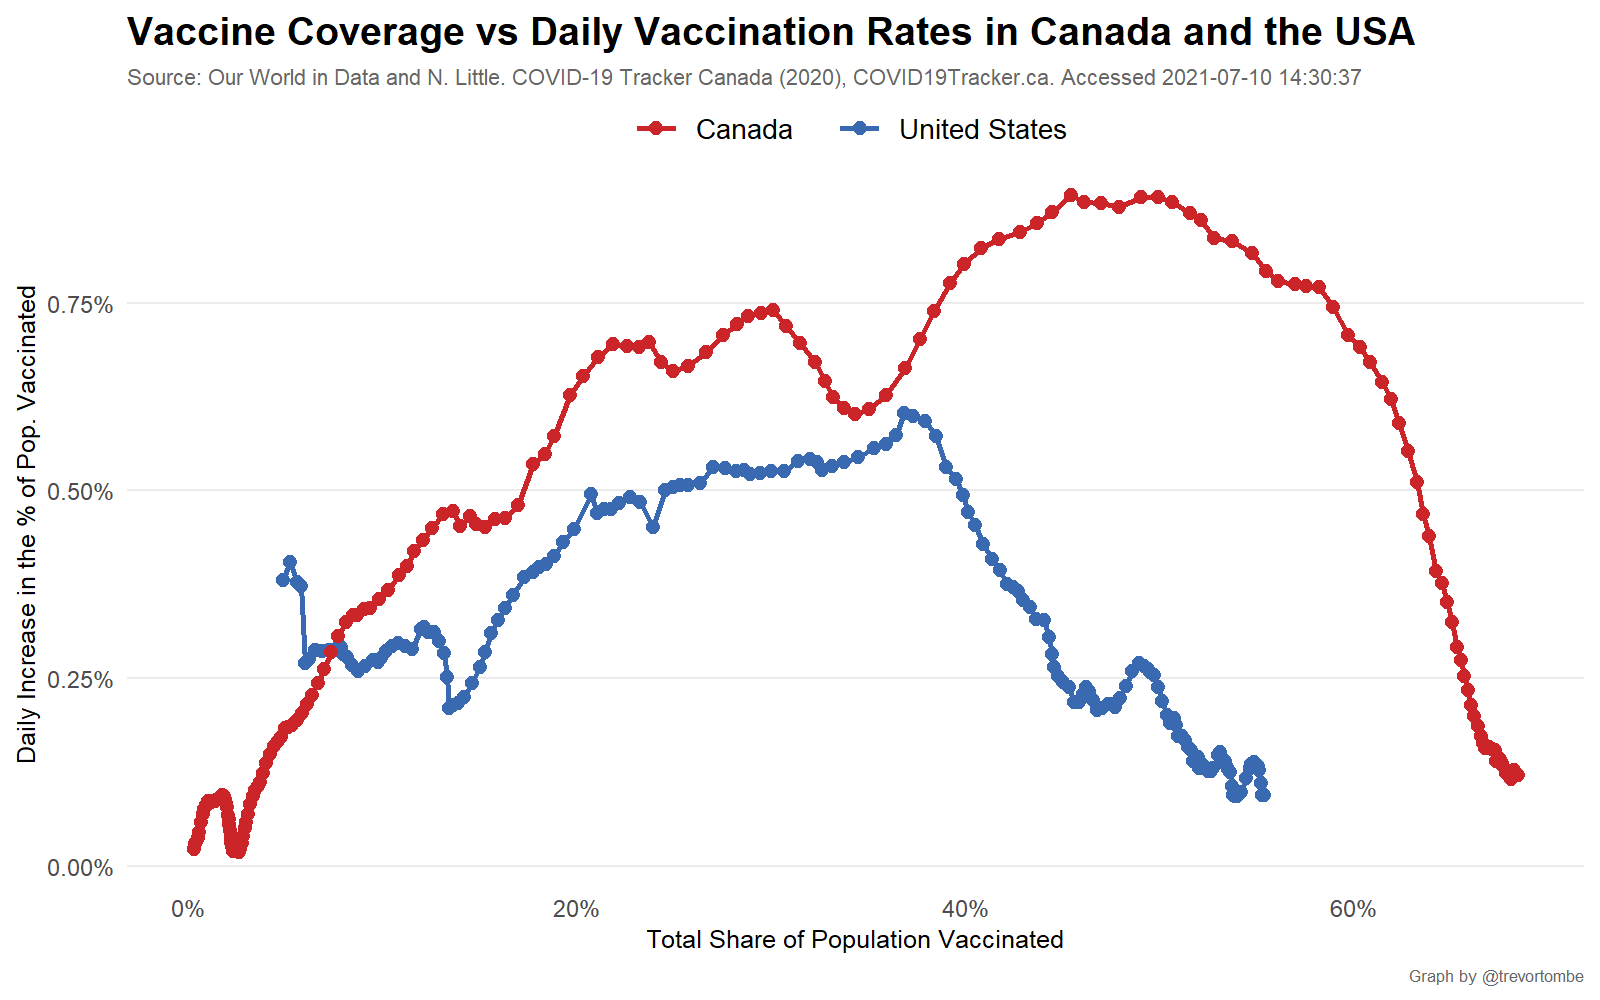 Vaccine Coverage vs Daily Vaccination Rates in Canada and the USA
Source: Our World in Data and N. Little. COVID-19 Tracker Canada (2020), COVID19Tracker.ca. Accessed 2021-07-10 14:30:37
Canada United States
Daily Increase in the % of Pop. Vaccinated
0.75%
0.50%
0.25%
0.00%
0% 20% 40% 60%
Total Share of Population Vaccinated
Graph by @trevortombe